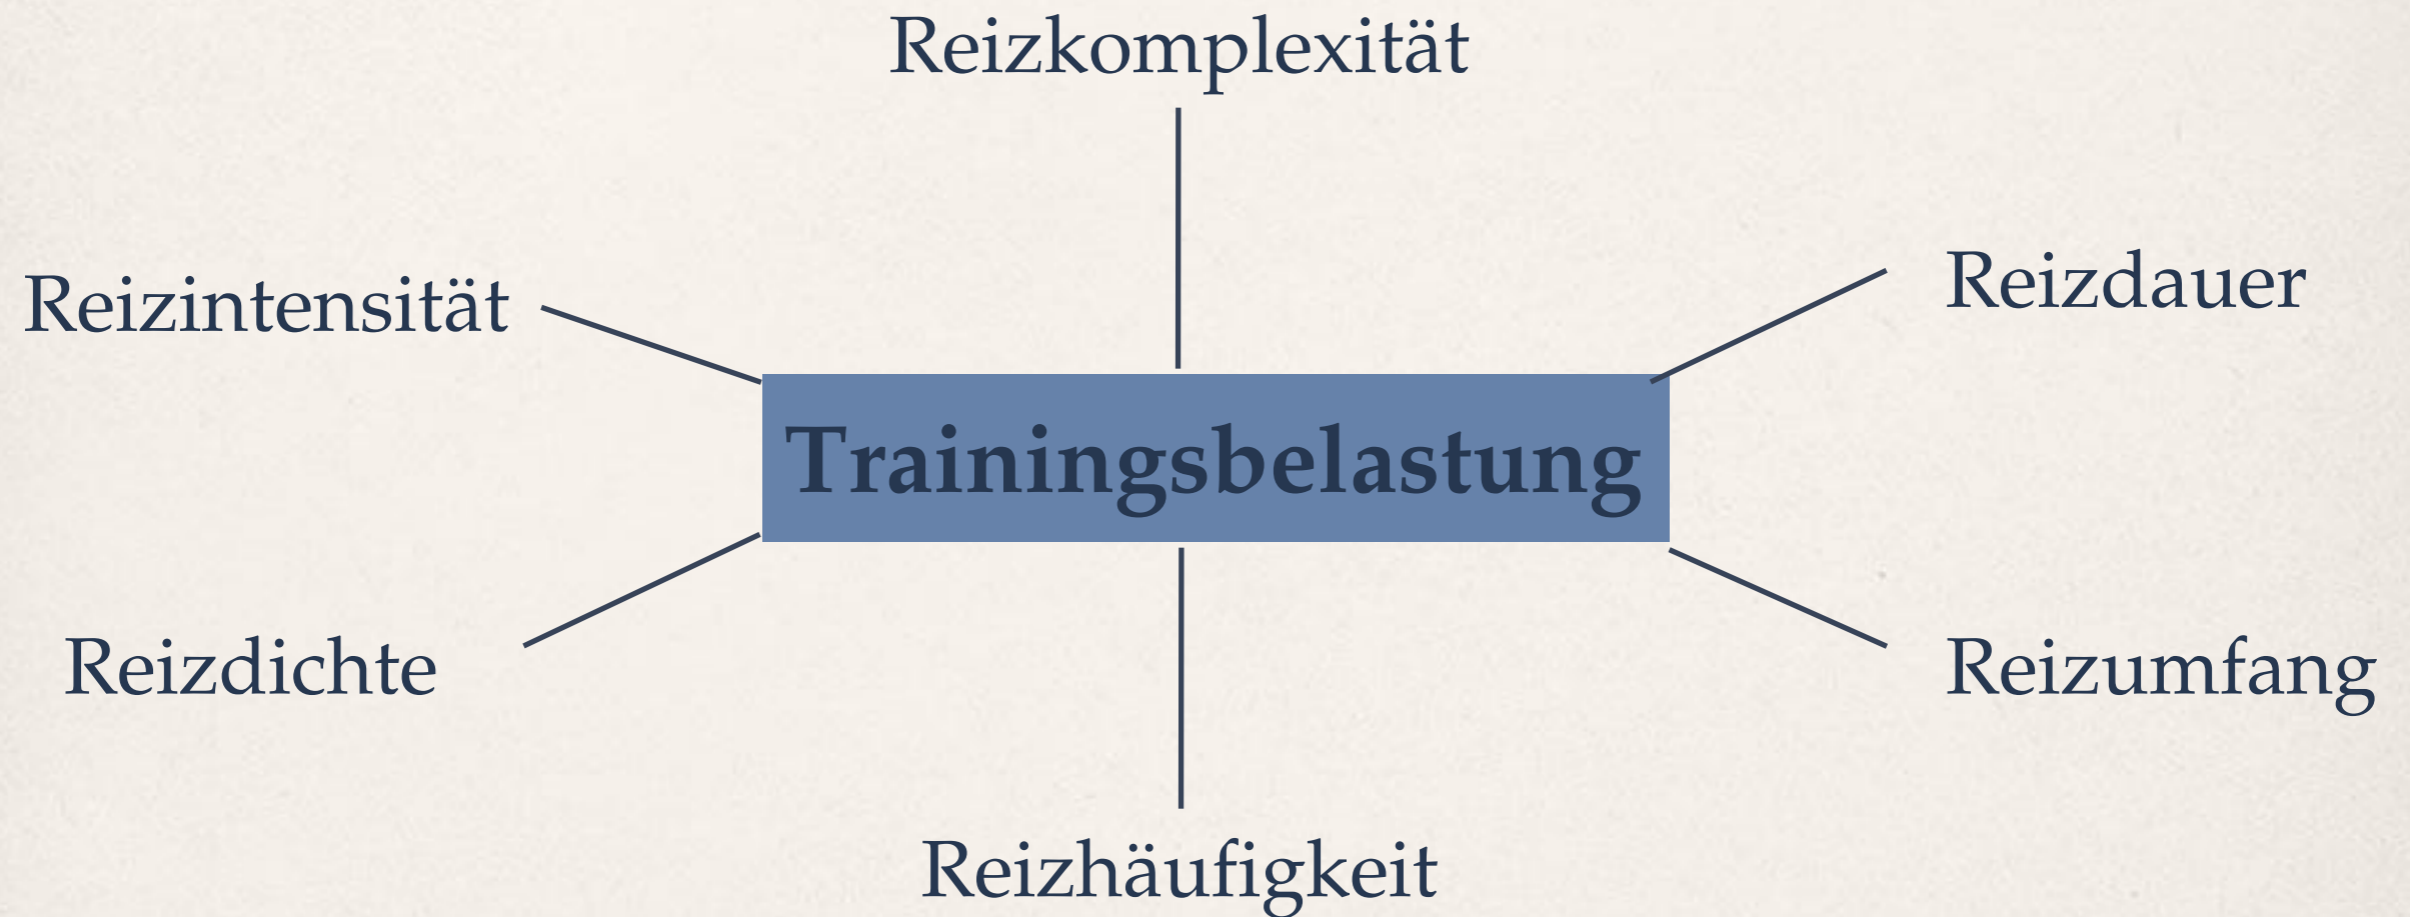 Reizkomplexität
Reizintensität
Reizdauer
Trainingsbelastung
Reizdichte
Reizumfang
Reizhäufigkeit